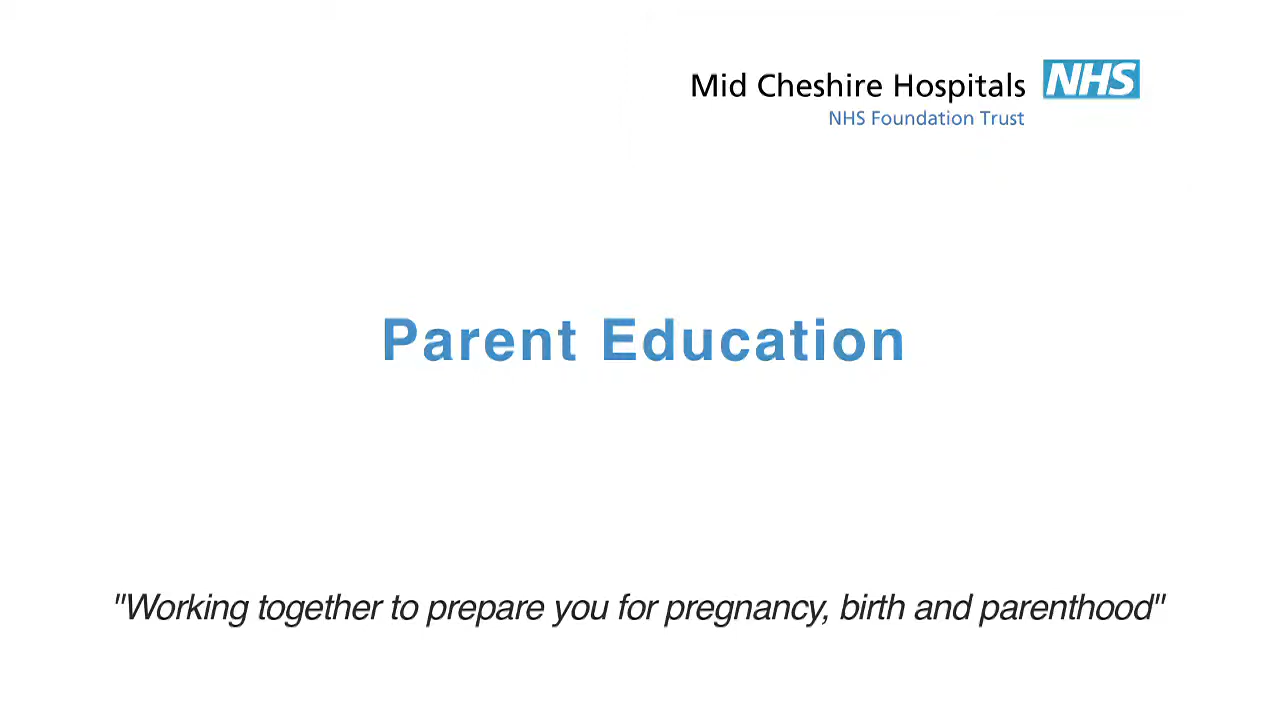 Mid Cheshire Hospitals NHS
NHS Foundation Trust
Parent Education
"Working together to prepare you for pregnancy, birth and parenthood"